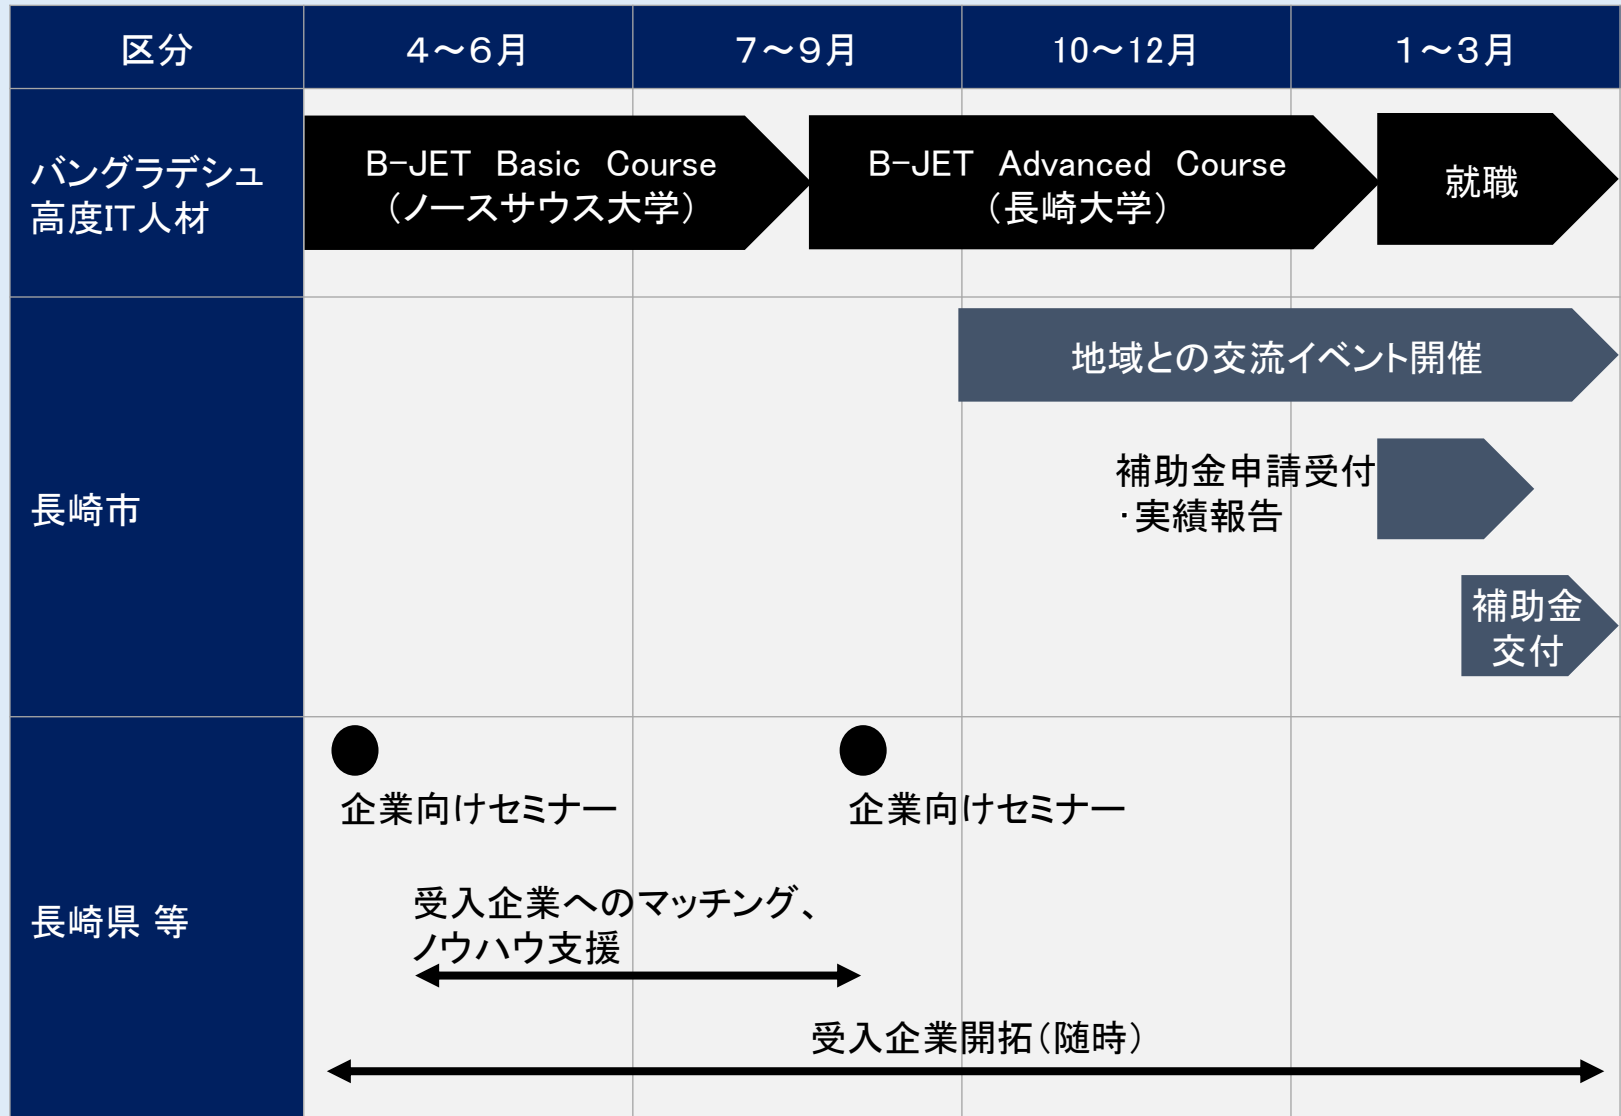 区分
４～６月
７～９月
10～12月
１～３月
バングラデシュ
高度IT人材
B-JET Basic Course
（ノースサウス大学）
B-JET Advanced Course
（長崎大学）
就職
長崎市
地域との交流イベント開催
補助金申請受付
・実績報告
補助金
交付
長崎県 等
企業向けセミナー
企業向けセミナー
受入企業へのマッチング、
ノウハウ支援
受入企業開拓（随時）